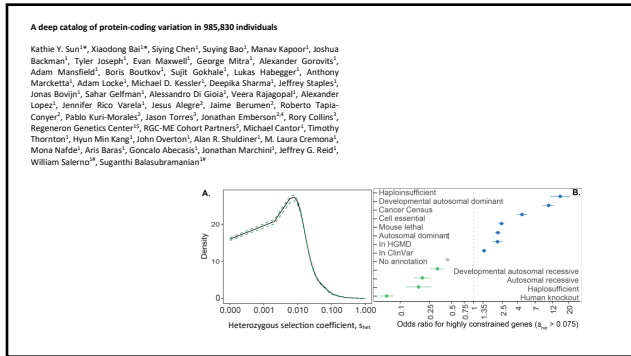 A deep catalog of protein-coding variation in 985,830 individuals
Kathie Y. Sun1*, Xiaodong Bai1*, Siying Chen1, Suying Bao1, Manav Kapoor1, Joshua
Backman1, Tyler Joseph1, Evan Maxwell1, George Mitra1, Alexander Gorovits1,
Adam Mansfield1, Boris Boutkov1, Sujit Gokhale1, Lukas Habegger1, Anthony
Marcketta1, Adam Locke1, Michael D. Kessler1, Deepika Sharma1, Jeffrey Staples1,
Jonas Bovijn1, Sahar Gelfman1, Alessandro Di Gioia1, Veera Rajagopal1, Alexander
Lopez1, Jennifer Rico Varela1, Jesus Alegre2, Jaime Berumen2, Roberto Tapia-
Conyer2, Pablo Kuri-Morales2, Jason Torres3, Jonathan Emberson3,4, Rory Collins3,
Regeneron Genetics Center1$, RGC-ME Cohort Partners$, Michael Cantor1, Timothy
Thornton1, Hyun Min Kang1, John Overton1, Alan R. Shuldiner1, M. Laura Cremona1,
Mona Nafde1, Aris Baras1, Goncalo Abecasis1, Jonathan Marchini1, Jeffrey G. Reid1,
William Salerno1#, Suganthi Balasubramanian1#
A.
Density
20
10
0
0.000 0.001 0.010 0.100 1.000
Heterozygous selection coefficient, shet
B.
Haploinsufficient
Developmental autosomal dominant
Cancer Census
Cell essential
Mouse lethal
Autosomal dominant
In HGMD
In ClinVar
No annotation
Developmental autosomal recessive
Autosomal recessive
Haplosufficient
Human knockout
0.1 0.25 0.5 0.75 1 1.35 2.5 4 7 12 20
Odds ratio for highly constrained genes (shet > 0.075)